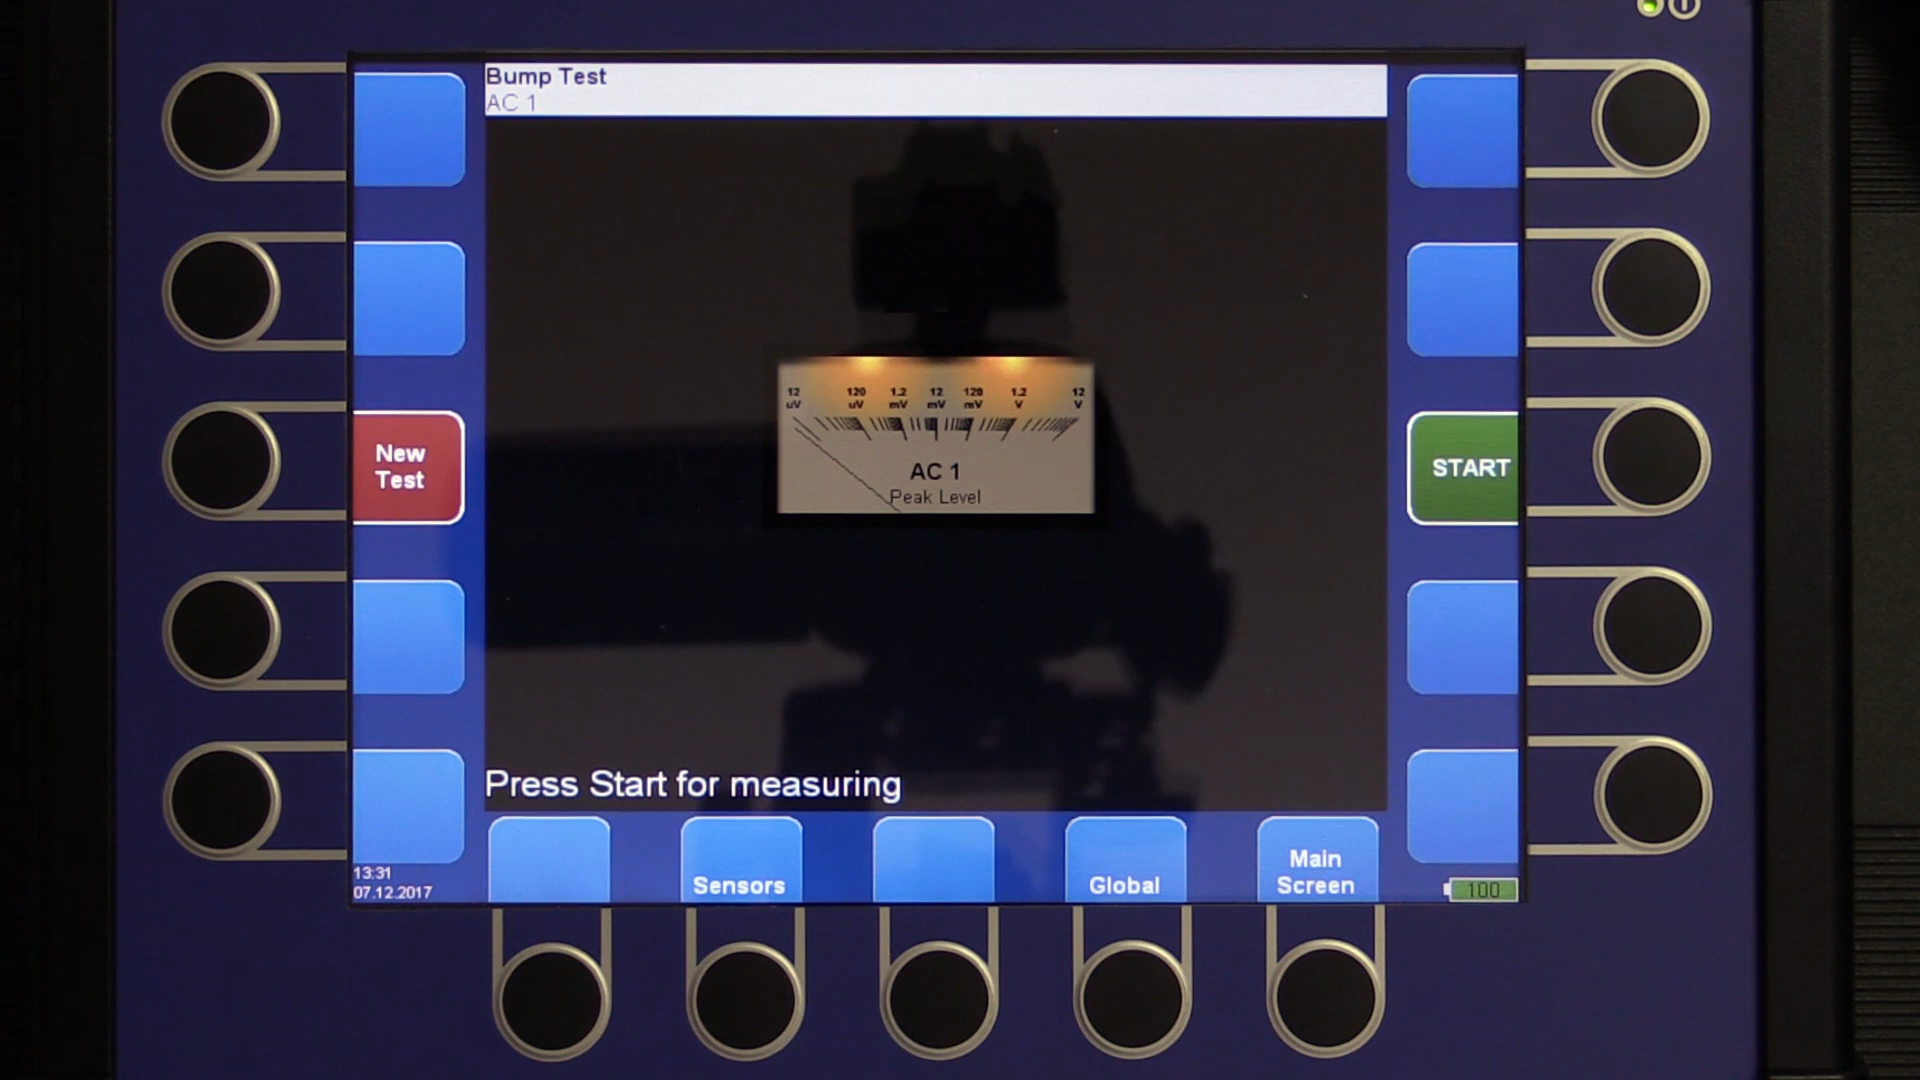 Bump Test
AC 1
12 120 1.2 12 120 1.2 12
uV uV mV mV mV V V
AC 1
Peak Level
New
Test
START
Press Start for measuring
13:31
07.12.2017
Sensors
Global
Main
Screen
100